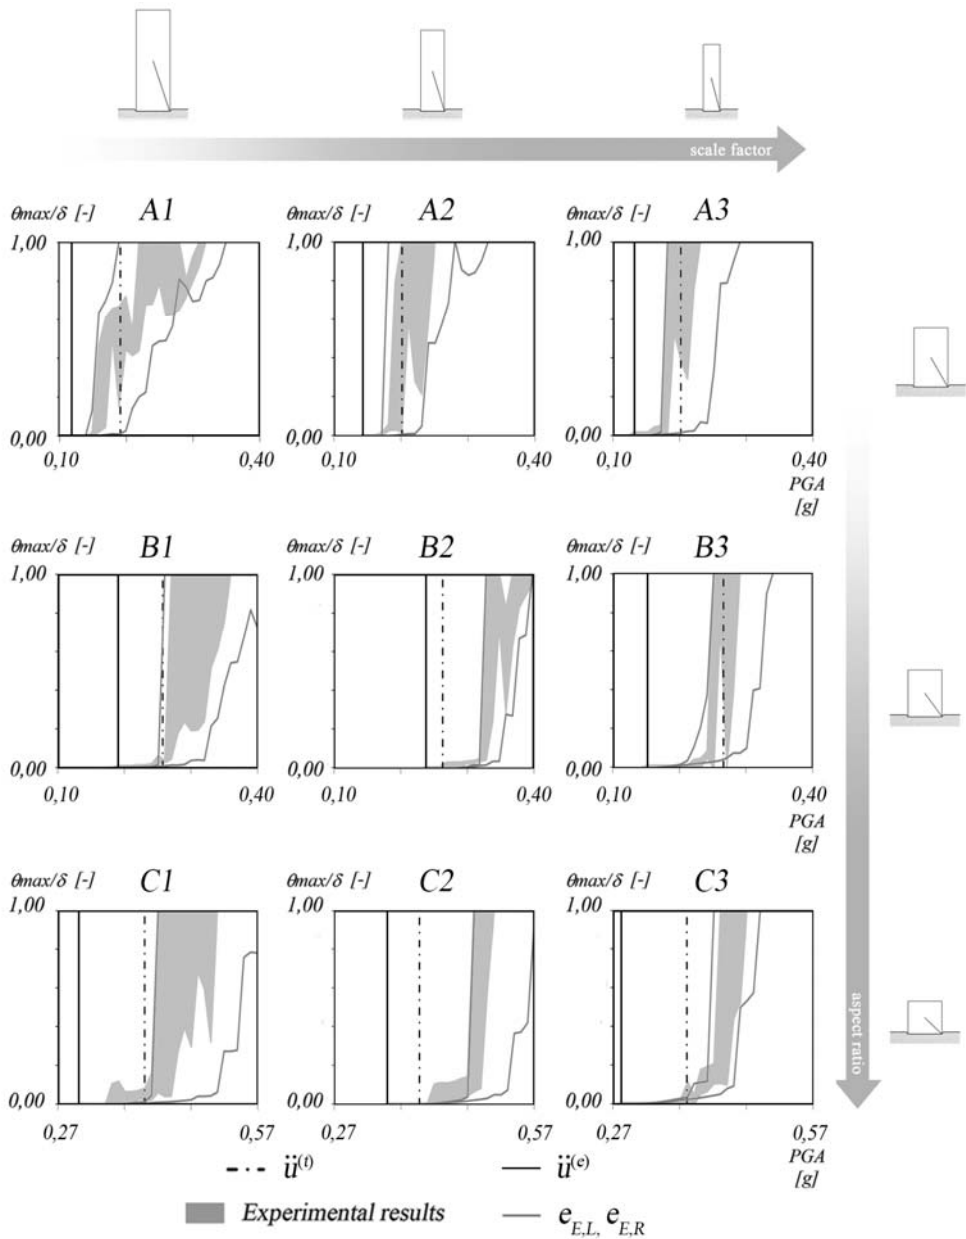 scale factor
θmax/δ [-] A1 θmax/δ [-] A2 θmax/δ [-] A3
1,00 1,00 1,00
0,00 0,00 0,00
0,10 0,40 0,10 0,40 0,10 0,40
PGA
[g]
θmax/δ [-] B1 θmax/δ [-] B2 θmax/δ [-] B3
1,00 1,00 1,00
0,00 0,00 0,00
0,10 0,40 0,10 0,40 0,10 0,40
PGA
[g]
θmax/δ [-] C1 θmax/δ [-] C2 θmax/δ [-] C3
1,00 1,00 1,00
0,00 0,00 0,00
0,27 0,57 0,27 0,57 0,27 0,57
PGA
[g]
aspect ratio
ü(t) ü(e)
Experimental results eE,L, eE,R